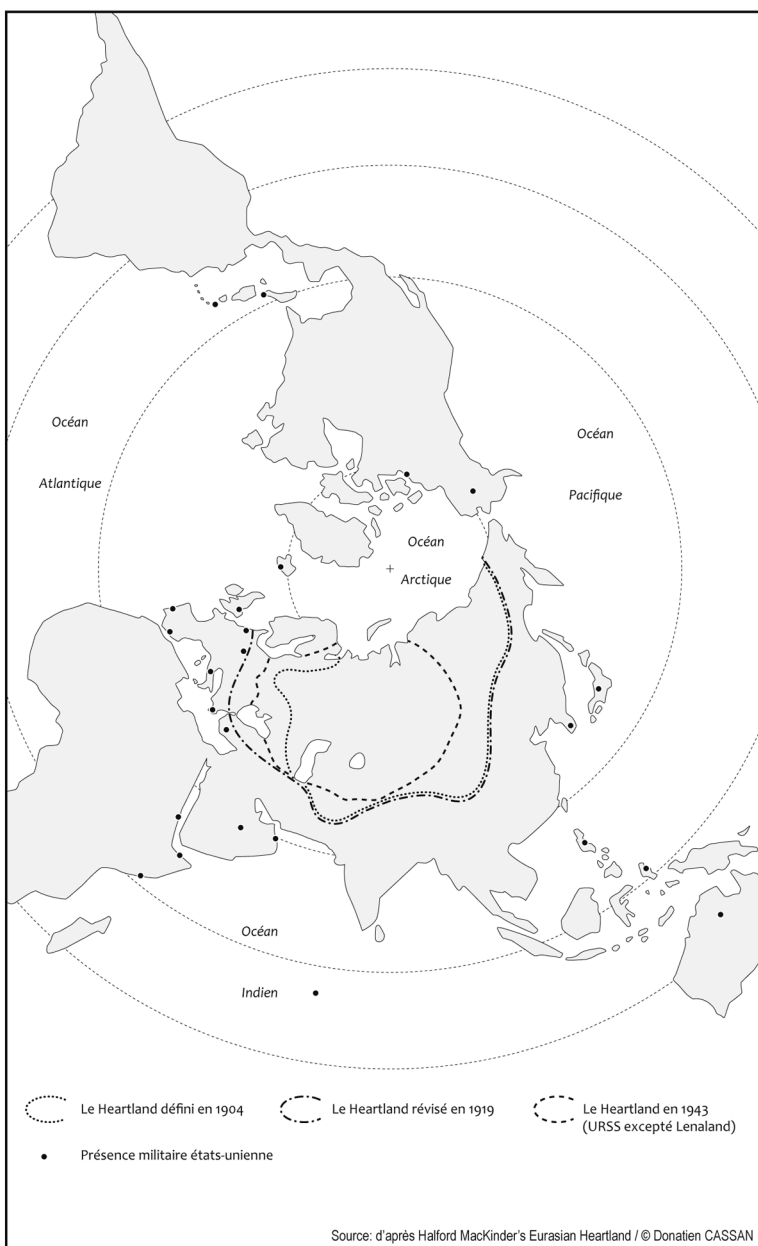 Océan
Atlantique
Océan
Pacifique
Océan
Arctique
Océan
Indien
Le Heartland défini en 1904
Le Heartland révisé en 1919
Le Heartland en 1943
(URSS excepté Lenaland)
Présence militaire états-unienne
Source: d'après Halford MacKinder's Eurasian Heartland / © Donatien CASSAN